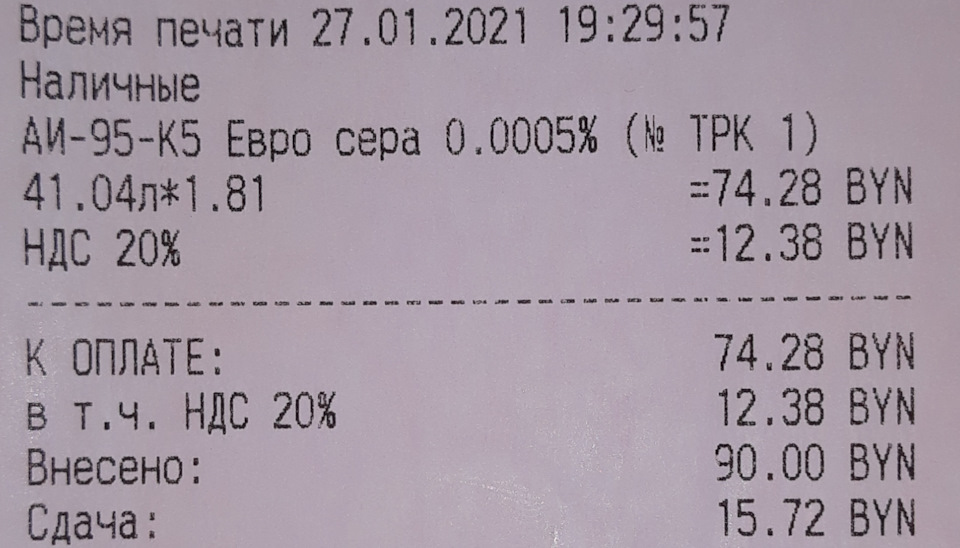 Время печати 27.01.2021 19:29:57
Наличные
АИ-95-К5 Евро сера 0.0005% (№ ТРК 1)
41.04л*1.81 =74.28 BYN
НДС 20% =12.38 BYN
К ОПЛАТЕ: 74.28 BYN
в т.ч. НДС 20% 12.38 BYN
Внесено: 90.00 BYN
Сдача: 15.72 BYN